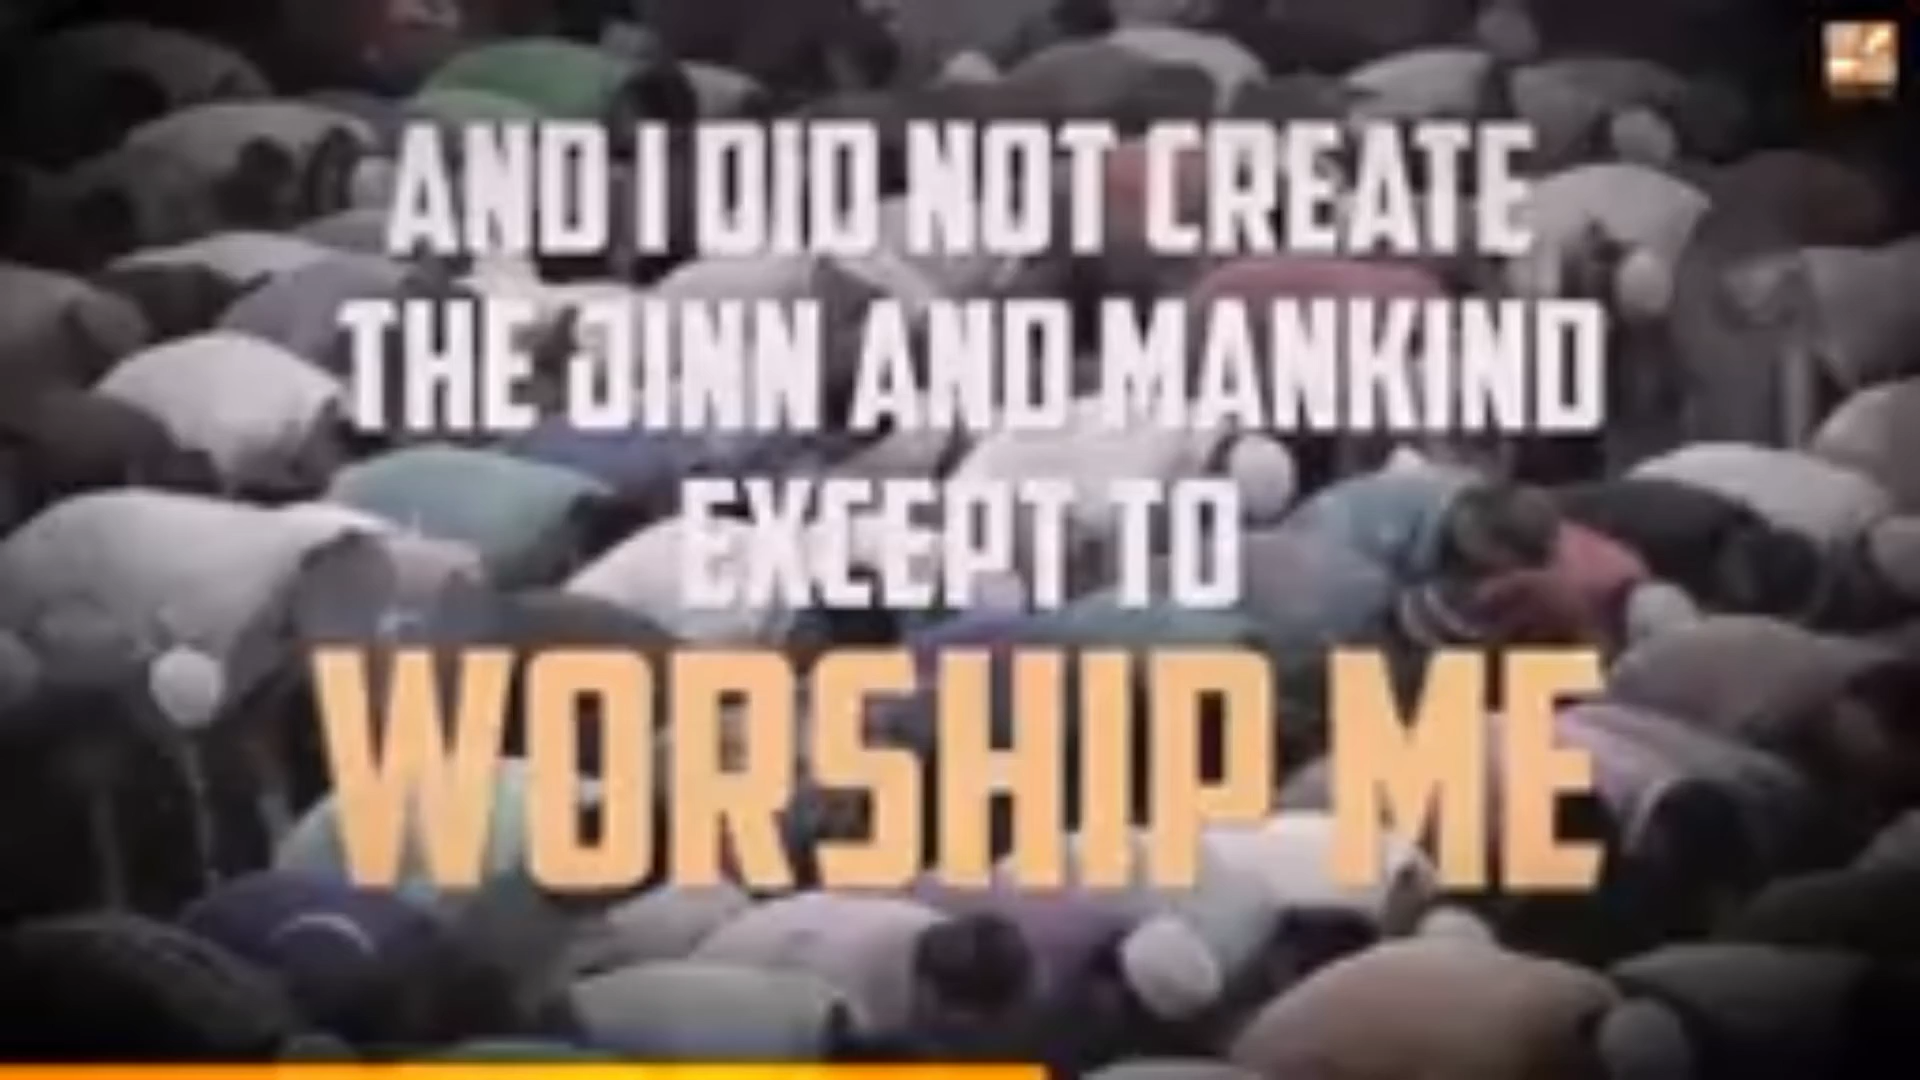 AND I DID NOT CREATE
THE JINN AND MANKIND
EXCEPT TO
WORSHIP ME